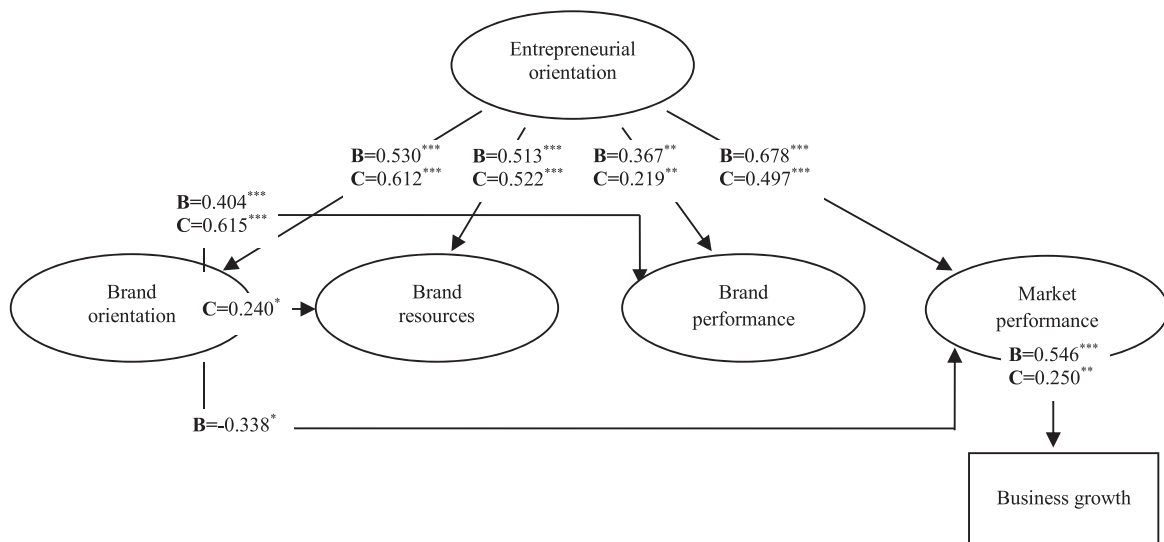 Entrepreneurial
orientation
B=0.530***
C=0.612***
B=0.513***
C=0.522***
B=0.367**
C=0.219**
B=0.678***
C=0.497***
B=0.404***
C=0.615***
Brand
orientation
C=0.240*
Brand
resources
Brand
performance
Market
performance
B=0.546***
C=0.250**
B=-0.338*
Business growth